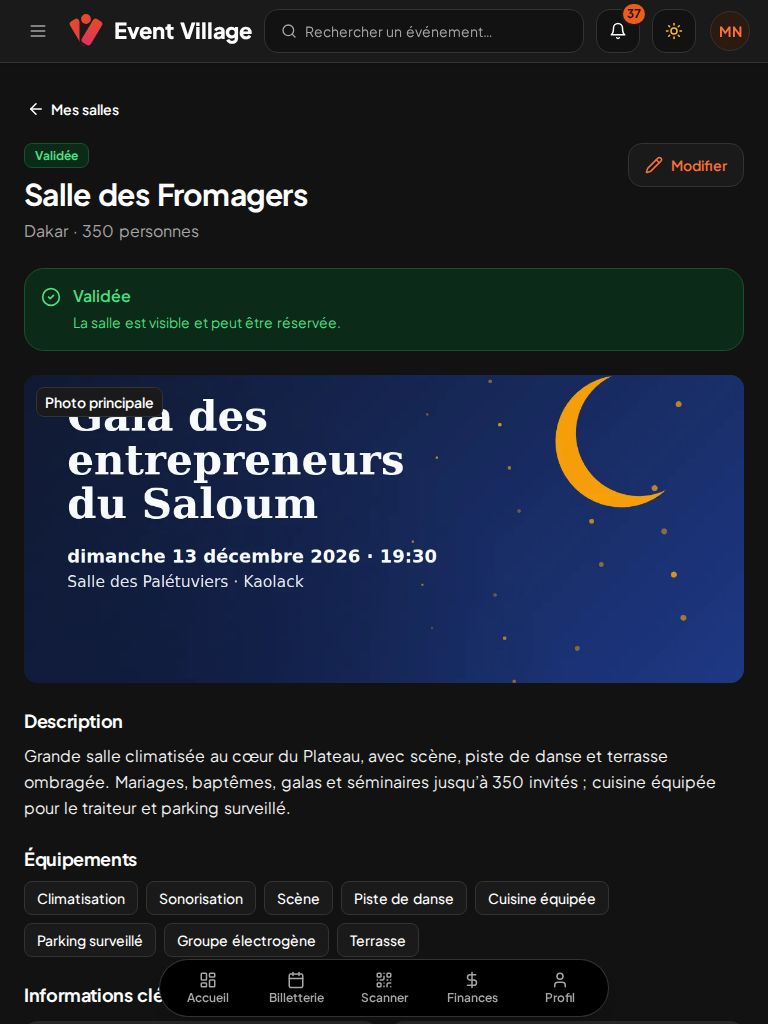 Event Village
Rechercher un événement...
37
MN
Mes salles
Validée
Salle des Fromagers
Modifier
Dakar · 350 personnes
Validée
La salle est visible et peut être réservée.
Photo principale
Gala des
entrepreneurs
du Saloum
dimanche 13 décembre 2026 · 19:30
Salle des Palétuviers · Kaolack
Description
Grande salle climatisée au cœur du Plateau, avec scène, piste de danse et terrasse
ombragée. Mariages, baptêmes, galas et séminaires jusqu’à 350 invités ; cuisine équipée
pour le traiteur et parking surveillé.
Équipements
Climatisation
Sonorisation
Scène
Piste de danse
Cuisine équipée
Parking surveillé
Groupe électrogène
Terrasse
Informations clé
Accueil
Billetterie
Scanner
Finances
Profil